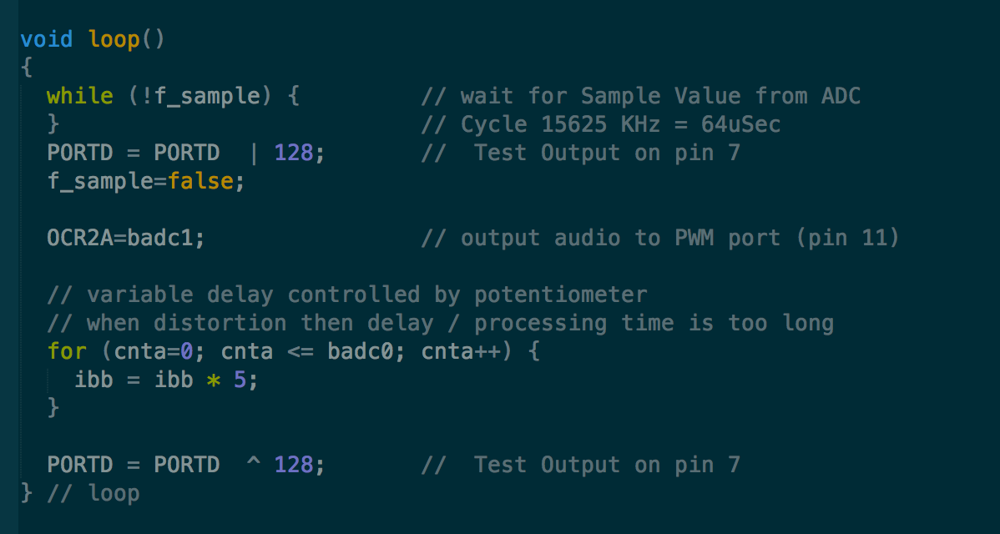 void loop()
{
  while (!f_sample) {         // wait for Sample Value from ADC
  }                           // Cycle 15625 KHz = 64uSec
  PORTD = PORTD  | 128;       //  Test Output on pin 7
  f_sample=false;

  OCR2A=badc1;                // output audio to PWM port (pin 11)

  // variable delay controlled by potentiometer
  // when distortion then delay / processing time is too long
  for (cnta=0; cnta <= badc0; cnta++) {
    ibb = ibb * 5;
  }

  PORTD = PORTD  ^ 128;       //  Test Output on pin 7
} // loop